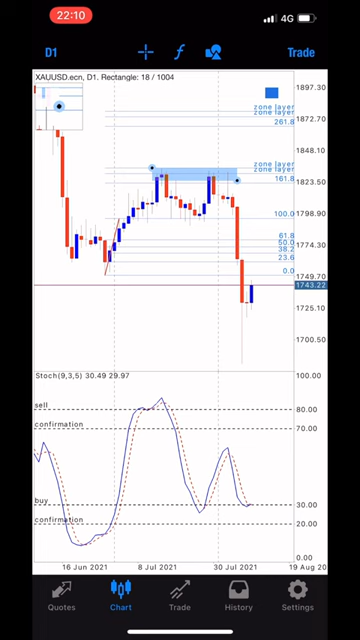 22:10
4G
D1
f
Trade
XAUUSD.ecn, D1. Rectangle: 18 / 1004
1897.30
zone layer
zone layer
1872.70
261.8
1848.10
zone layer
zone layer
1823.50
161.8
1798.90
100.0
61.8
1774.30
50.0
38.2
23.6
0.0
1749.70
1743.22
1725.10
1700.50
Stoch(9,3,5) 30.49 29.97
100.00
sell
80.00
confirmation
70.00
buy
30.00
confirmation
20.00
0.00
16 Jun 2021
8 Jul 2021
30 Jul 2021
19 Aug 20
Quotes
Chart
Trade
History
Settings